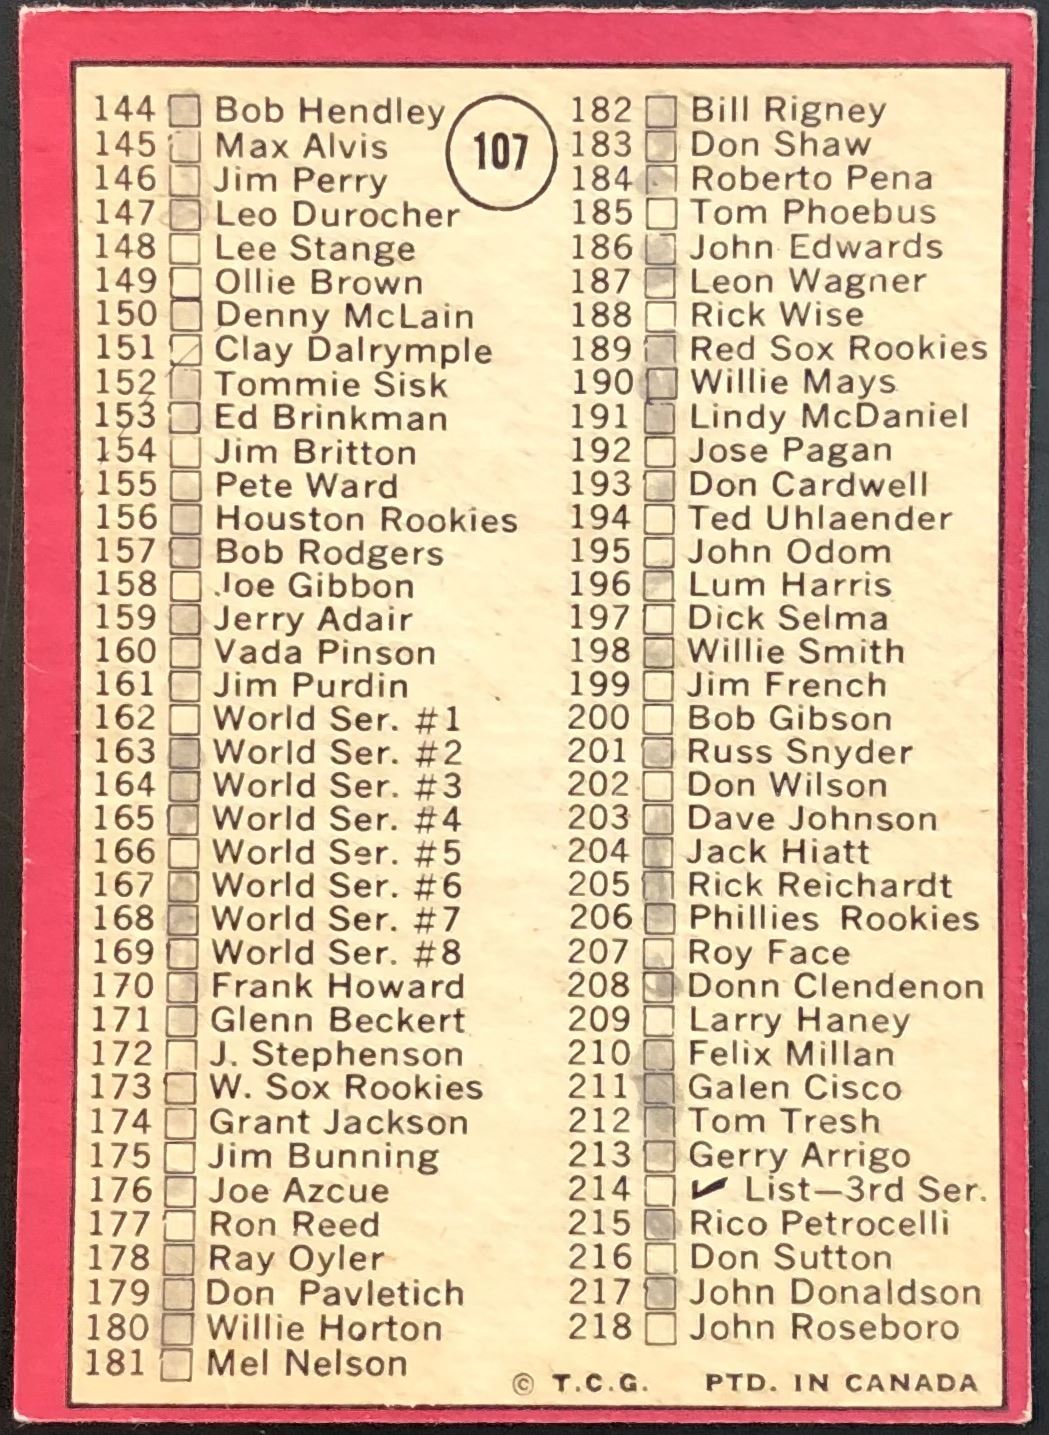 107
144 Bob Hendley
145 Max Alvis
146 Jim Perry
147 Leo Durocher
148 Lee Stange
149 Ollie Brown
150 Denny McLain
151 Clay Dalrymple
152 Tommie Sisk
153 Ed Brinkman
154 Jim Britton
155 Pete Ward
156 Houston Rookies
157 Bob Rodgers
158 Joe Gibbon
159 Jerry Adair
160 Vada Pinson
161 Jim Purdin
162 World Ser. #1
163 World Ser. #2
164 World Ser. #3
165 World Ser. #4
166 World Ser. #5
167 World Ser. #6
168 World Ser. #7
169 World Ser. #8
170 Frank Howard
171 Glenn Beckert
172 J. Stephenson
173 W. Sox Rookies
174 Grant Jackson
175 Jim Bunning
176 Joe Azcue
177 Ron Reed
178 Ray Oyler
179 Don Pavletich
180 Willie Horton
181 Mel Nelson
182 Bill Rigney
183 Don Shaw
184 Roberto Pena
185 Tom Phoebus
186 John Edwards
187 Leon Wagner
188 Rick Wise
189 Red Sox Rookies
190 Willie Mays
191 Lindy McDaniel
192 Jose Pagan
193 Don Cardwell
194 Ted Uhlaender
195 John Odom
196 Lum Harris
197 Dick Selma
198 Willie Smith
199 Jim French
200 Bob Gibson
201 Russ Snyder
202 Don Wilson
203 Dave Johnson
204 Jack Hiatt
205 Rick Reichardt
206 Phillies Rookies
207 Roy Face
208 Donn Clendenon
209 Larry Haney
210 Felix Millan
211 Galen Cisco
212 Tom Tresh
213 Gerry Arrigo
214 ✔ List—3rd Ser.
215 Rico Petrocelli
216 Don Sutton
217 John Donaldson
218 John Roseboro
© T.C.G. PTD. IN CANADA